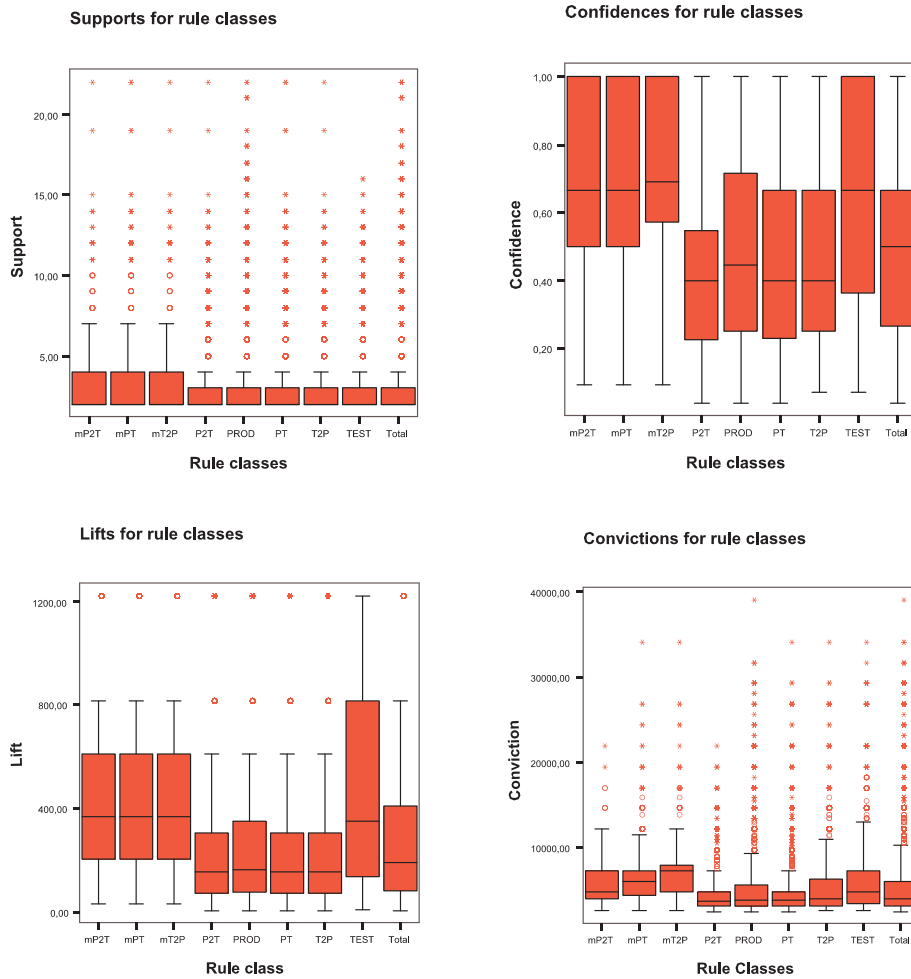 Supports for rule classes
Support
20,00
15,00
10,00
5,00
mP2T mPT mT2P P2T PROD PT T2P TEST Total
Rule classes
Confidences for rule classes
Confidence
1,00
0,80
0,60
0,40
0,20
mP2T mPT mT2P P2T PROD PT T2P TEST Total
Rule classes
Lifts for rule classes
Lift
1200,00
800,00
400,00
0,00
mP2T mPT mT2P P2T PROD PT T2P TEST Total
Rule class
Convictions for rule classes
Conviction
40000,00
30000,00
20000,00
10000,00
mP2T mPT mT2P P2T PROD PT T2P TEST Total
Rule Classes